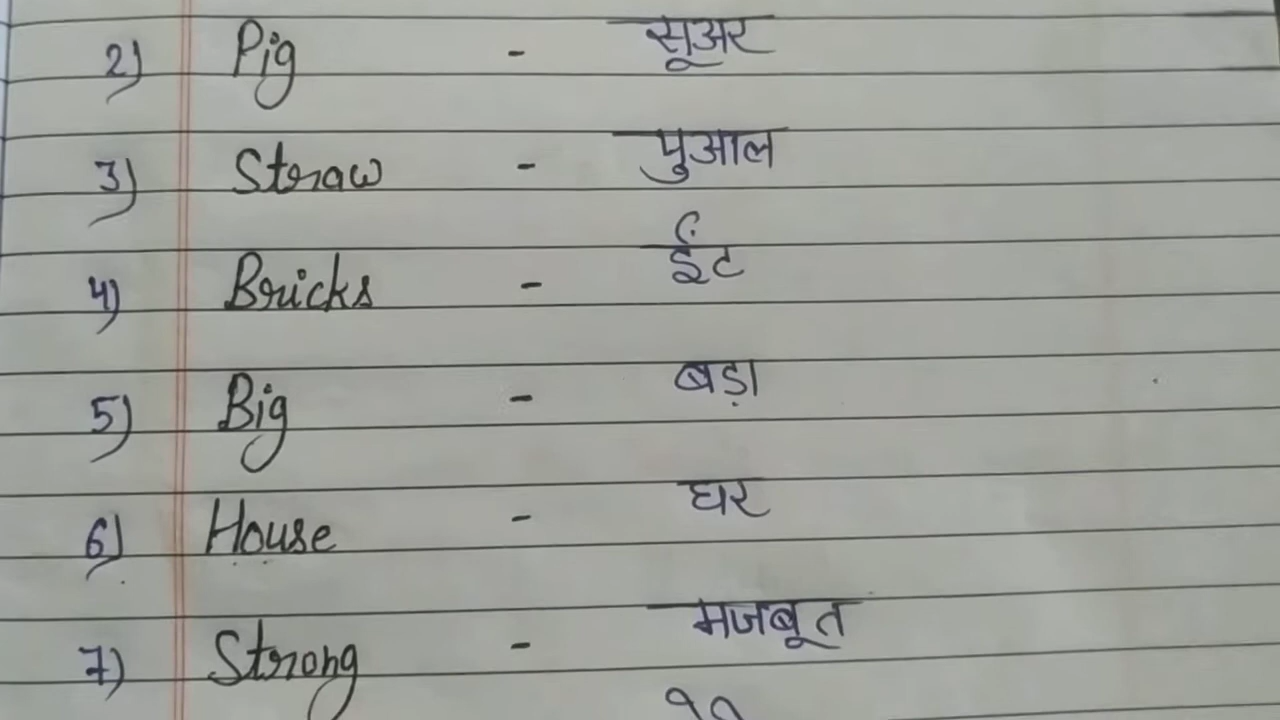 2) Pig - सूअर
3) Straw - पुआल
4) Bricks - ईंट
5) Big - बड़ा
6) House - घर
7) Strong - मजबूत